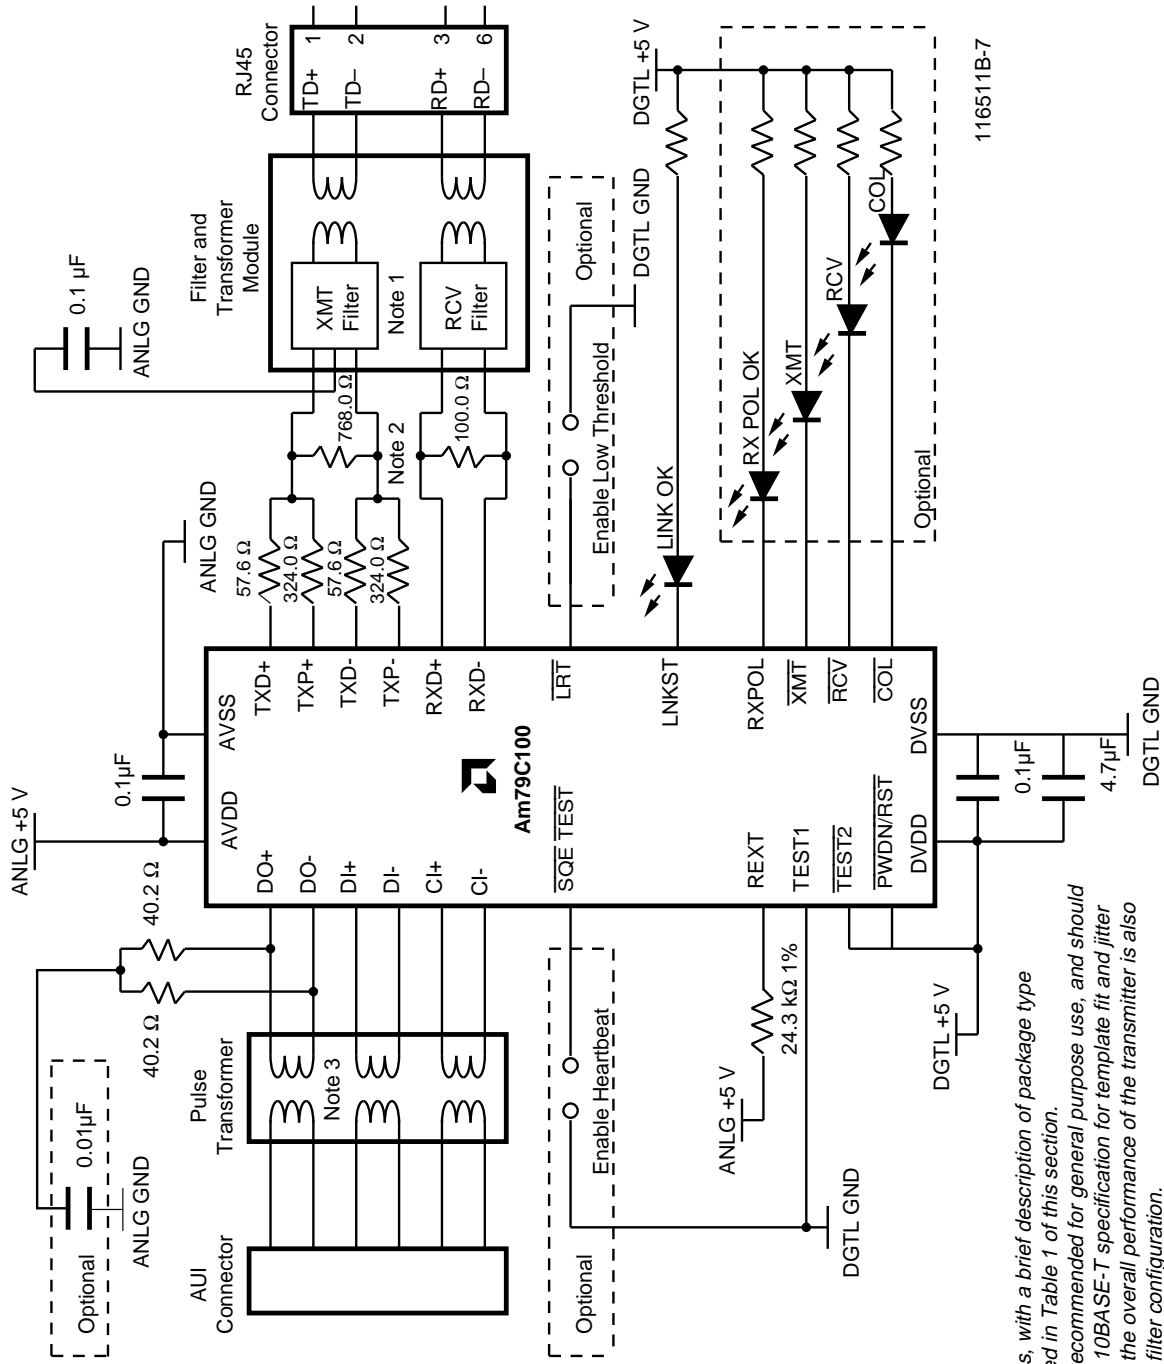 ANLG +5 V
Optional
0.01µF
ANLG GND
40.2 Ω
40.2 Ω
0.1µF
ANLG GND
0.1 µF
ANLG GND
AUI
Connector
Pulse
Transformer
Note 3
Filter and
Transformer
Module
RJ45
Connector
AVDD
AVSS
DO+
DO-
DI+
DI-
CI+
CI-
SQE TEST
REXT
TEST1
TEST2
PWDN/RST
DVDD
DVSS
Am79C100
TXD+
TXP+
TXD-
TXP-
RXD+
RXD-
LRT
LNKST
RXPOL
XMT
RCV
COL
57.6 Ω
324.0 Ω
57.6 Ω
324.0 Ω
768.0 Ω
Note 2
100.0 Ω
XMT
Filter
Note 1
RCV
Filter
TD+ 1
TD– 2
RD+ 3
RD– 6
Optional
Enable Heartbeat
Enable Low Threshold
Optional
DGTL GND
ANLG +5 V
24.3 kΩ 1%
DGTL GND
DGTL +5 V
0.1µF
4.7µF
DGTL GND
LINK OK
DGTL +5 V
RX POL OK
XMT
RCV
COL
Optional
116511B-7
s, with a brief description of package type
ed in Table 1 of this section.
ecommended for general purpose use, and should
10BASE-T specification for template fit and jitter
the overall performance of the transmitter is also
filter configuration.